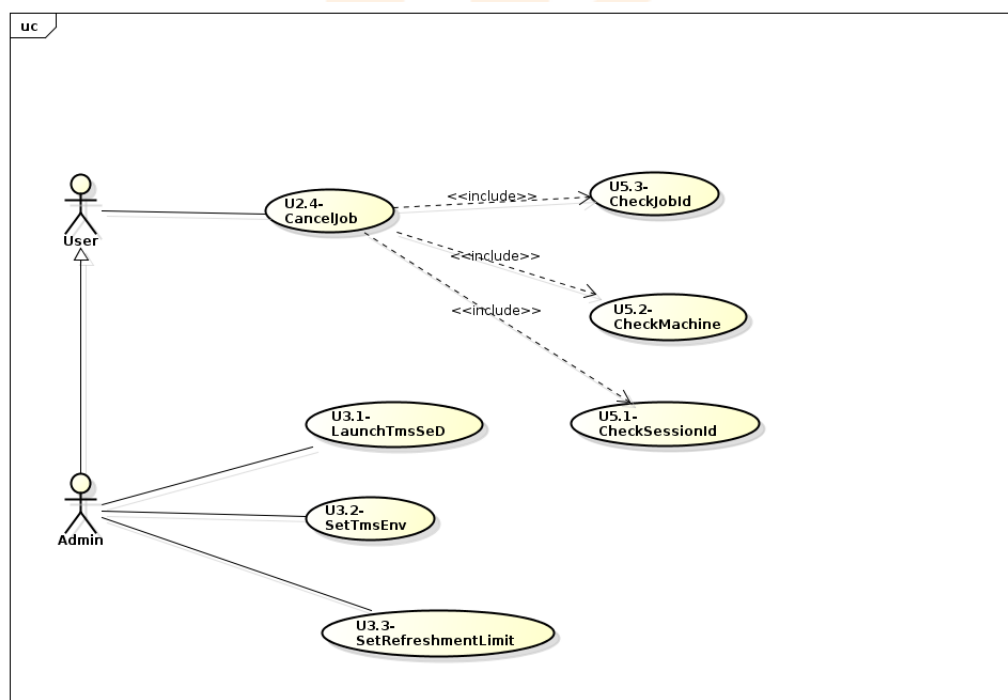 uc
U5.3-
CheckJobId
<<include>>
U2.4-
CancelJob
User
<<include>>
<<include>>
U5.2-
CheckMachine
U3.1-
LaunchTmsSeD
U5.1-
CheckSessionId
U3.2-
SetTmsEnv
Admin
U3.3-
SetRefreshmentLimit